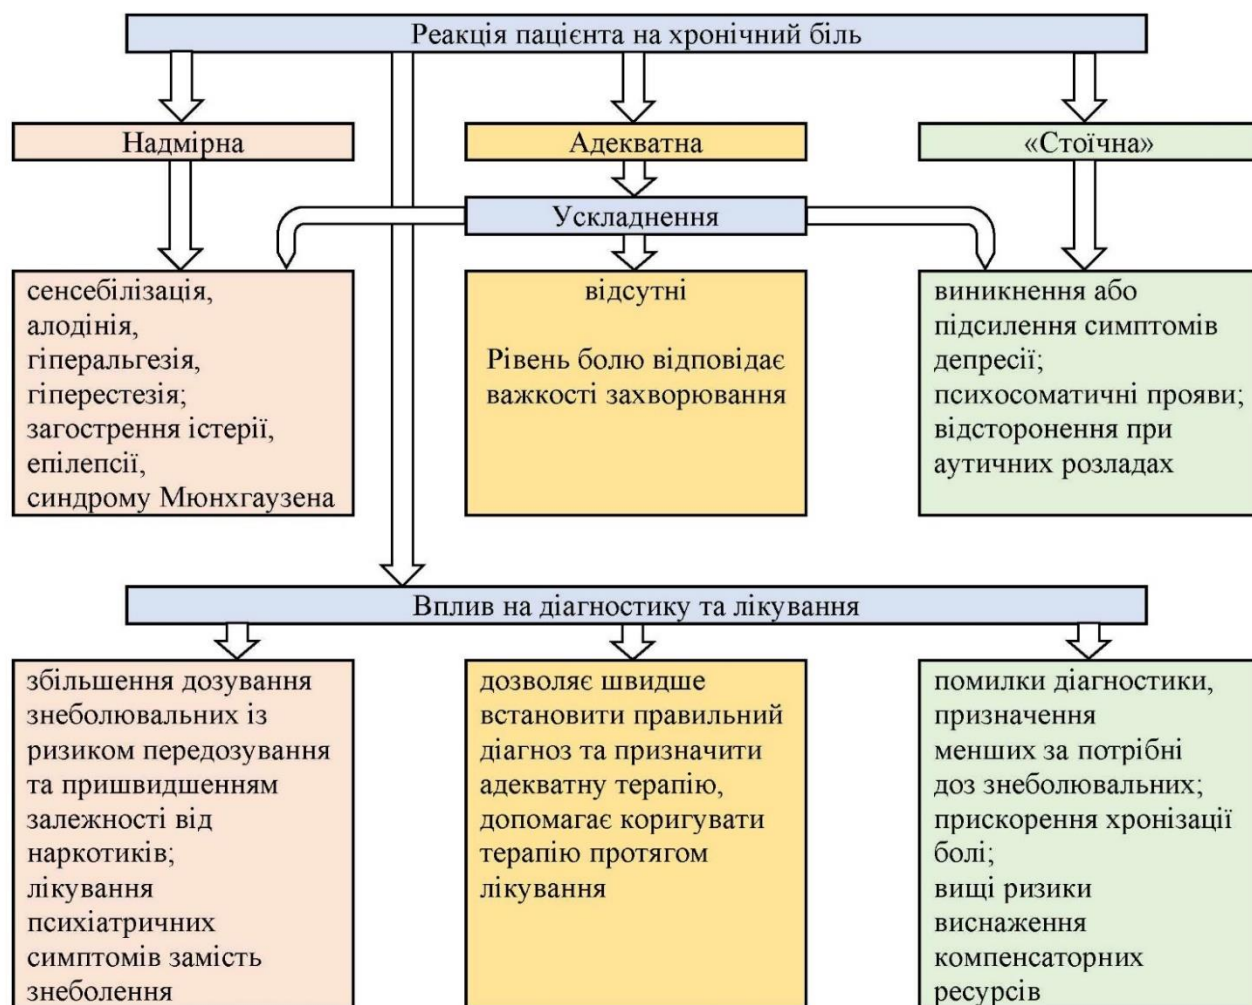 Реакція пацієнта на хронічний біль
Надмірна
Адекватна
«Стоїчна»
Ускладнення
сенсебілізація,
алодінія,
гіперальгезія,
гіперестезія;
загострення істерії,
епілепсії,
синдрому Мюнхгаузена
відсутні
Рівень болю відповідає
важкості захворювання
виникнення або
підсилення симптомів
депресії;
психосоматичні прояви;
відсторонення при
аутичних розладах
Вплив на діагностику та лікування
збільшення дозування
знеболювальних із
ризиком передозування
та пришвидшенням
залежності від
наркотиків;
лікування
психіатричних
симптомів замість
знеболення
дозволяє швидше
встановити правильний
діагноз та призначити
адекватну терапію,
допомагає коригувати
терапію протягом
лікування
помилки діагностики,
призначення
менших за потрібні
доз знеболювальних;
прискорення хронізації
болі;
вищі ризики
виснаження
компенсаторних
ресурсів